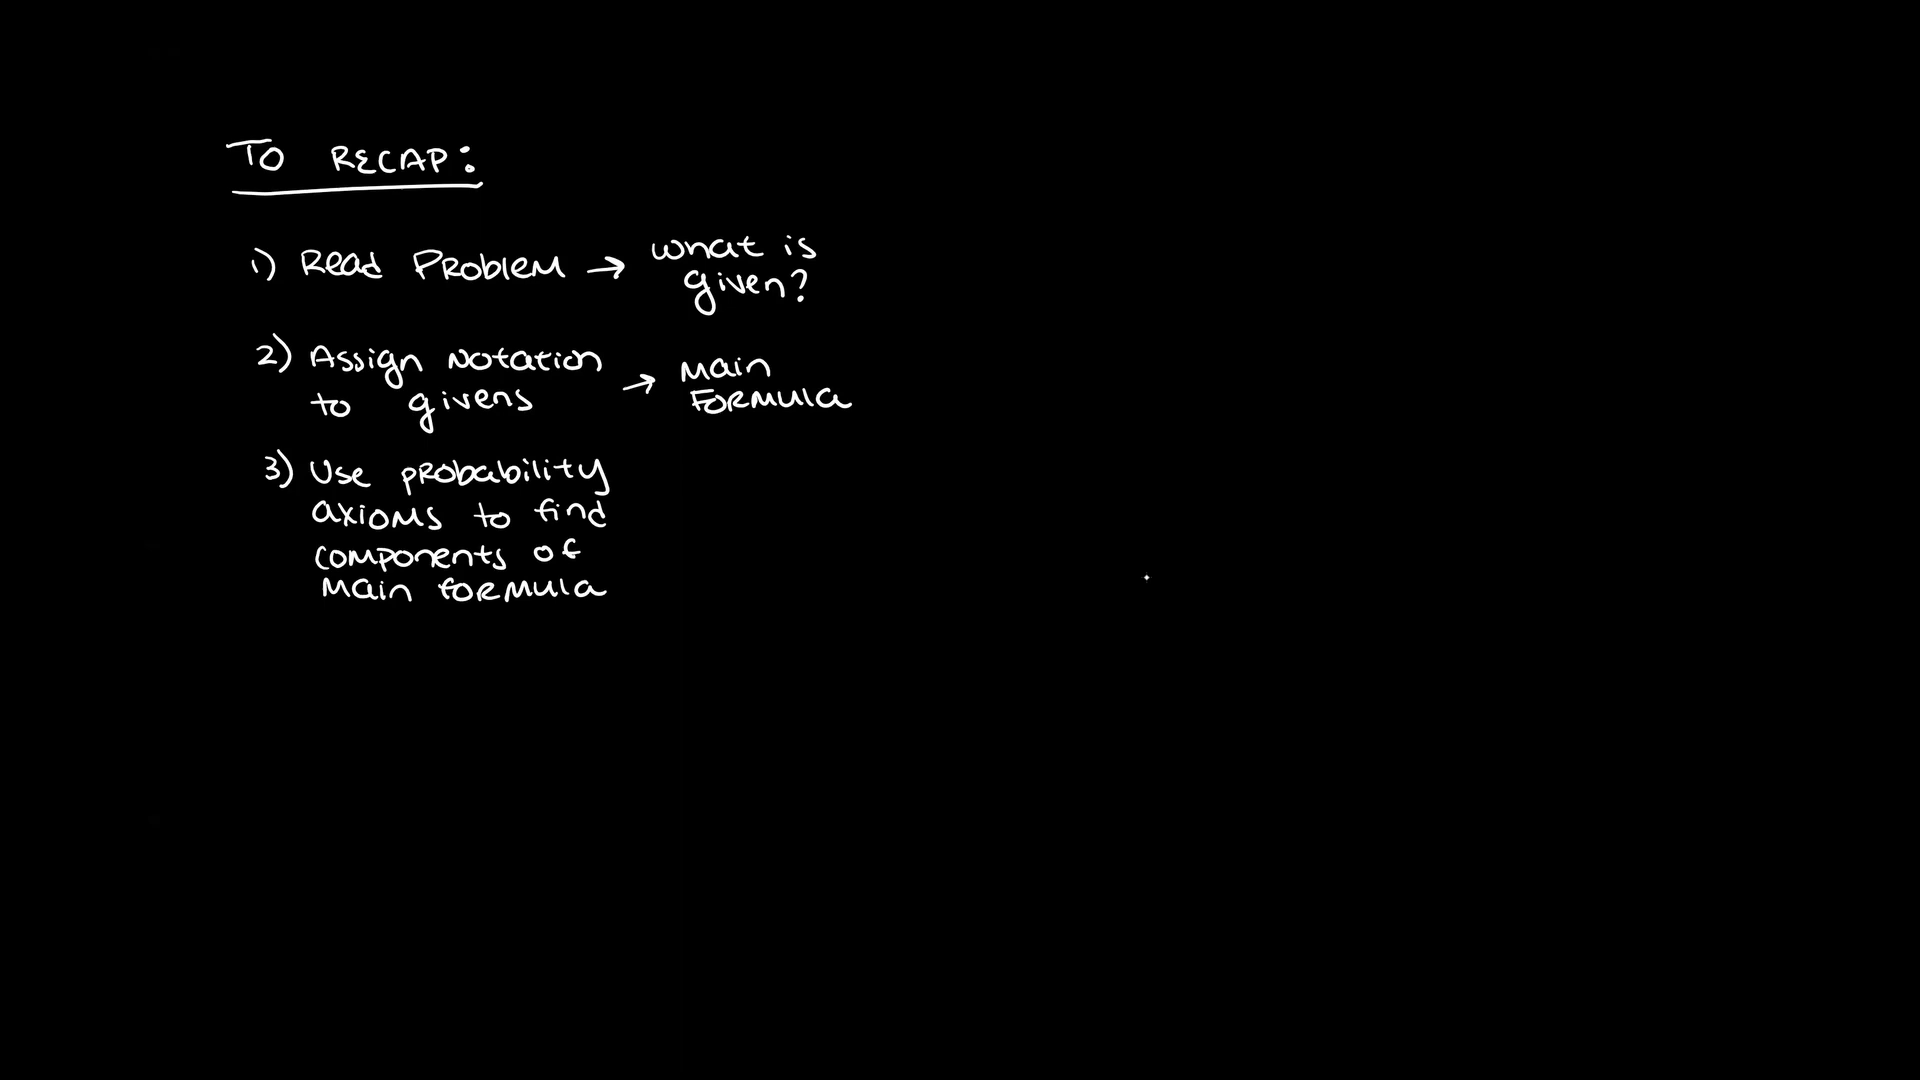 TO RECAP:
1) Read Problem → what is
given?
2) Assign Notation
to givens → Main
Formula
3) Use probability
axioms to find
components of
Main formula